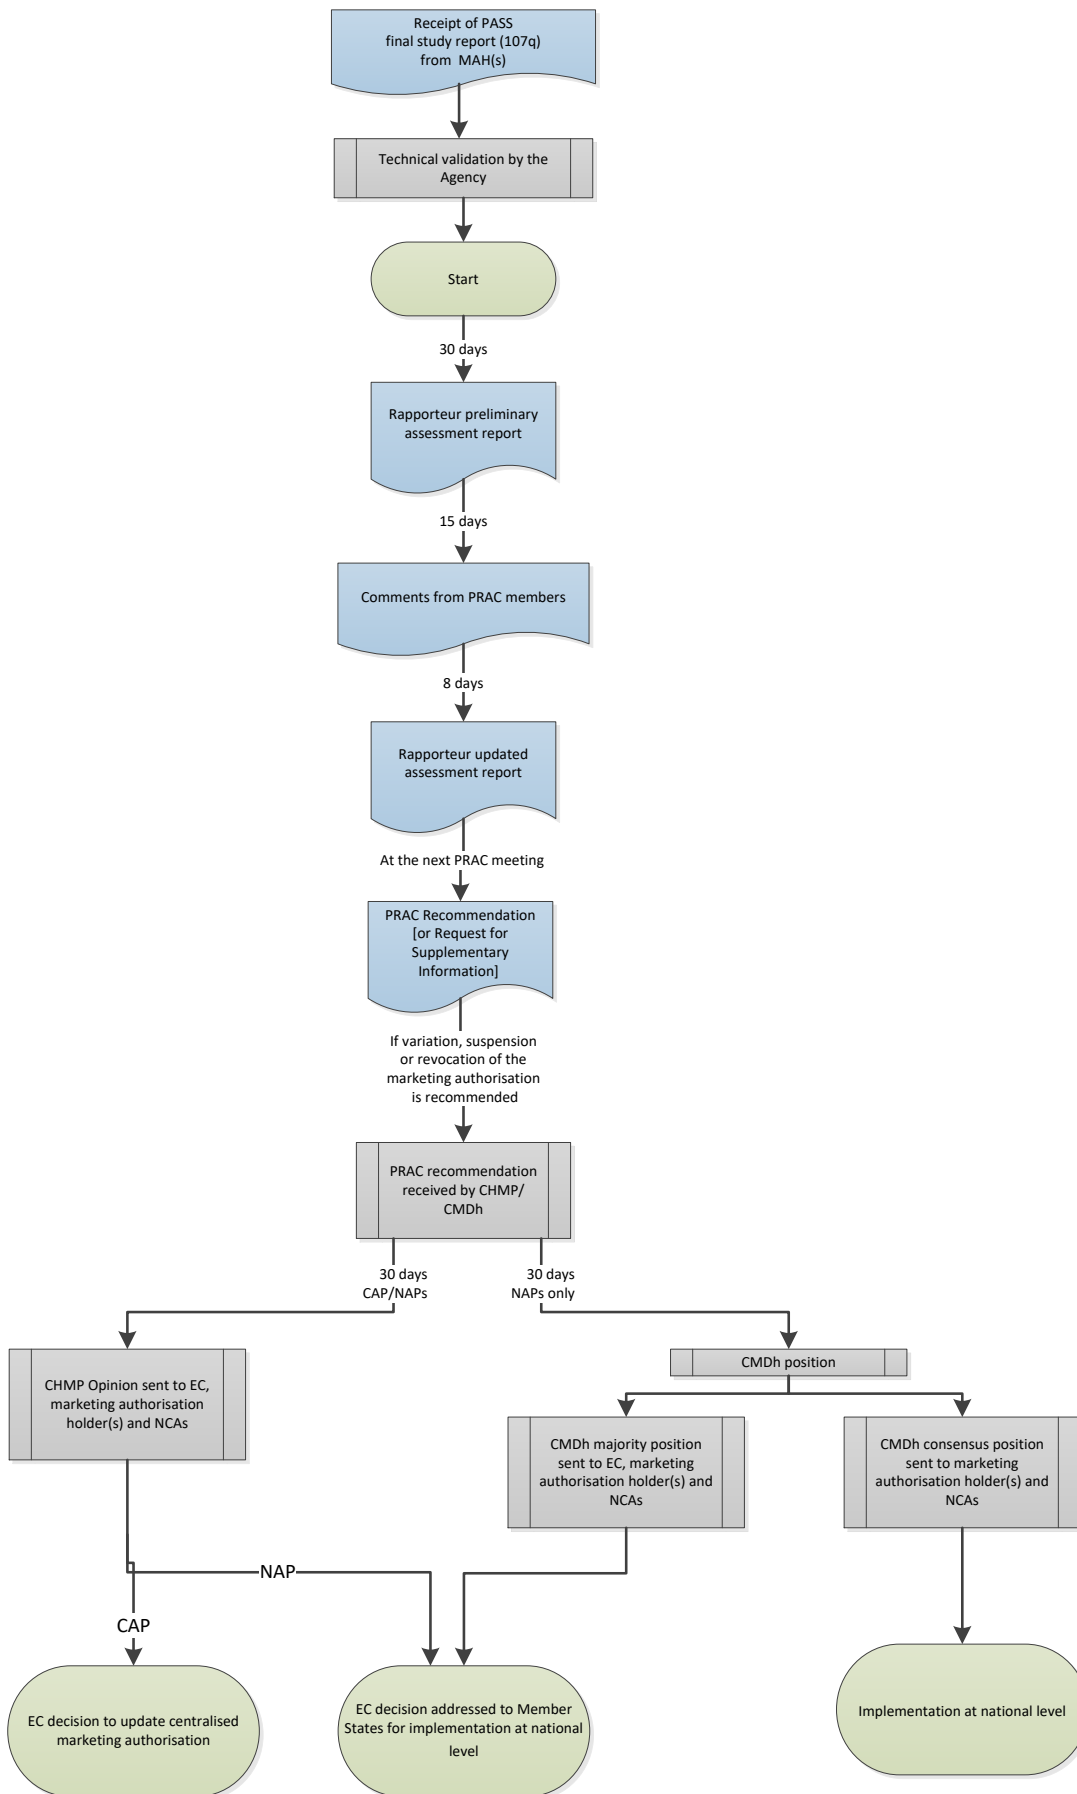 Receipt of PASS
final study report (107q)
from  MAH(s)
Technical validation by the
Agency
Start
30 days
Rapporteur preliminary
assessment report
15 days
Comments from PRAC members
8 days
Rapporteur updated
assessment report
At the next PRAC meeting
PRAC Recommendation
[or Request for
Supplementary
Information]
If variation, suspension
or revocation of the
marketing authorisation
is recommended
PRAC recommendation
received by CHMP/
CMDh
30 days
CAP/NAPs
30 days
NAPs only
CHMP Opinion sent to EC,
marketing authorisation
holder(s) and NCAs
CMDh position
CMDh majority position
sent to EC, marketing
authorisation holder(s) and
NCAs
CMDh consensus position
sent to marketing
authorisation holder(s) and
NCAs
NAP
CAP
EC decision to update centralised
marketing authorisation
EC decision addressed to Member
States for implementation at national
level
Implementation at national level